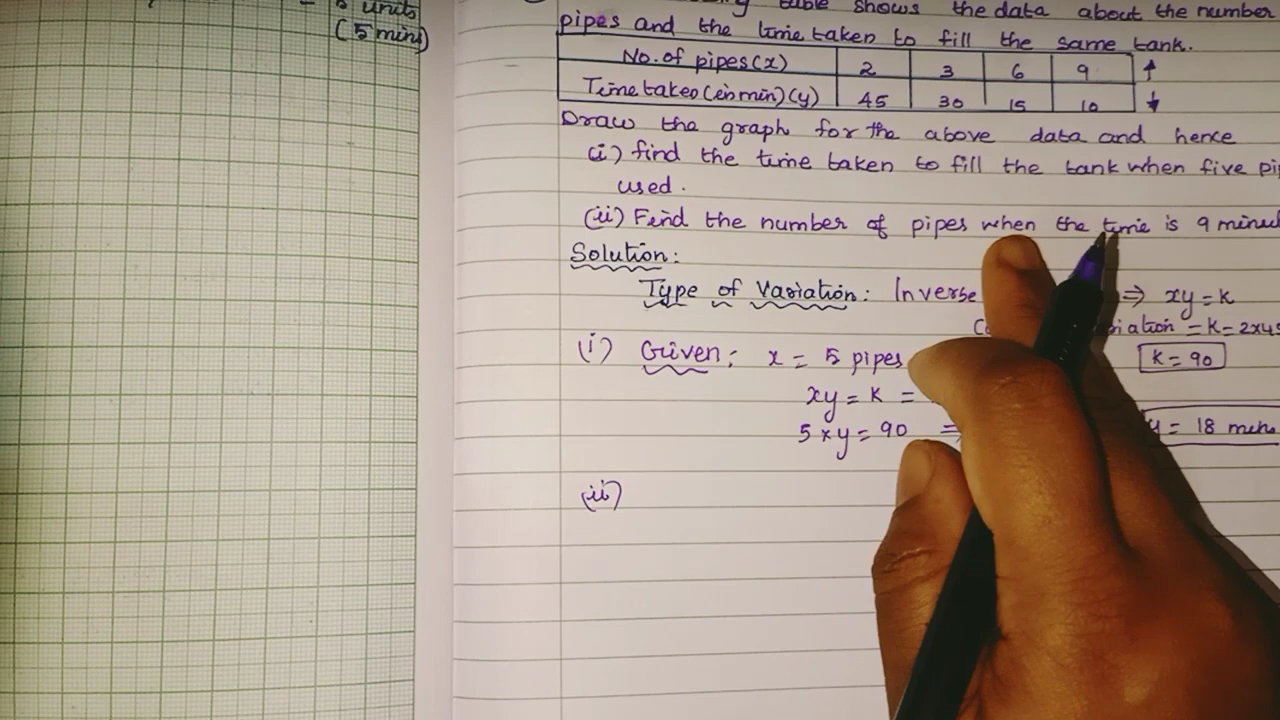 units
(5 min)
table shows the data about the number
pipes and the time taken to fill the same tank.
No. of pipes (x) 2 3 6 9 ↑
Time taken (in min) (y) 45 30 15 10 ↓
Draw the graph for the above data and hence
(i) find the time taken to fill the tank when five
used.
(ii) Find the number of pipes when the time is 9
Solution:
Type of Variation: Inverse ⇒ xy = k
= k = 2x45
(i) Given: x = 5 pipes k = 90
xy = k =
5 x y = 90 ⇒ y = 18 mins
(ii)